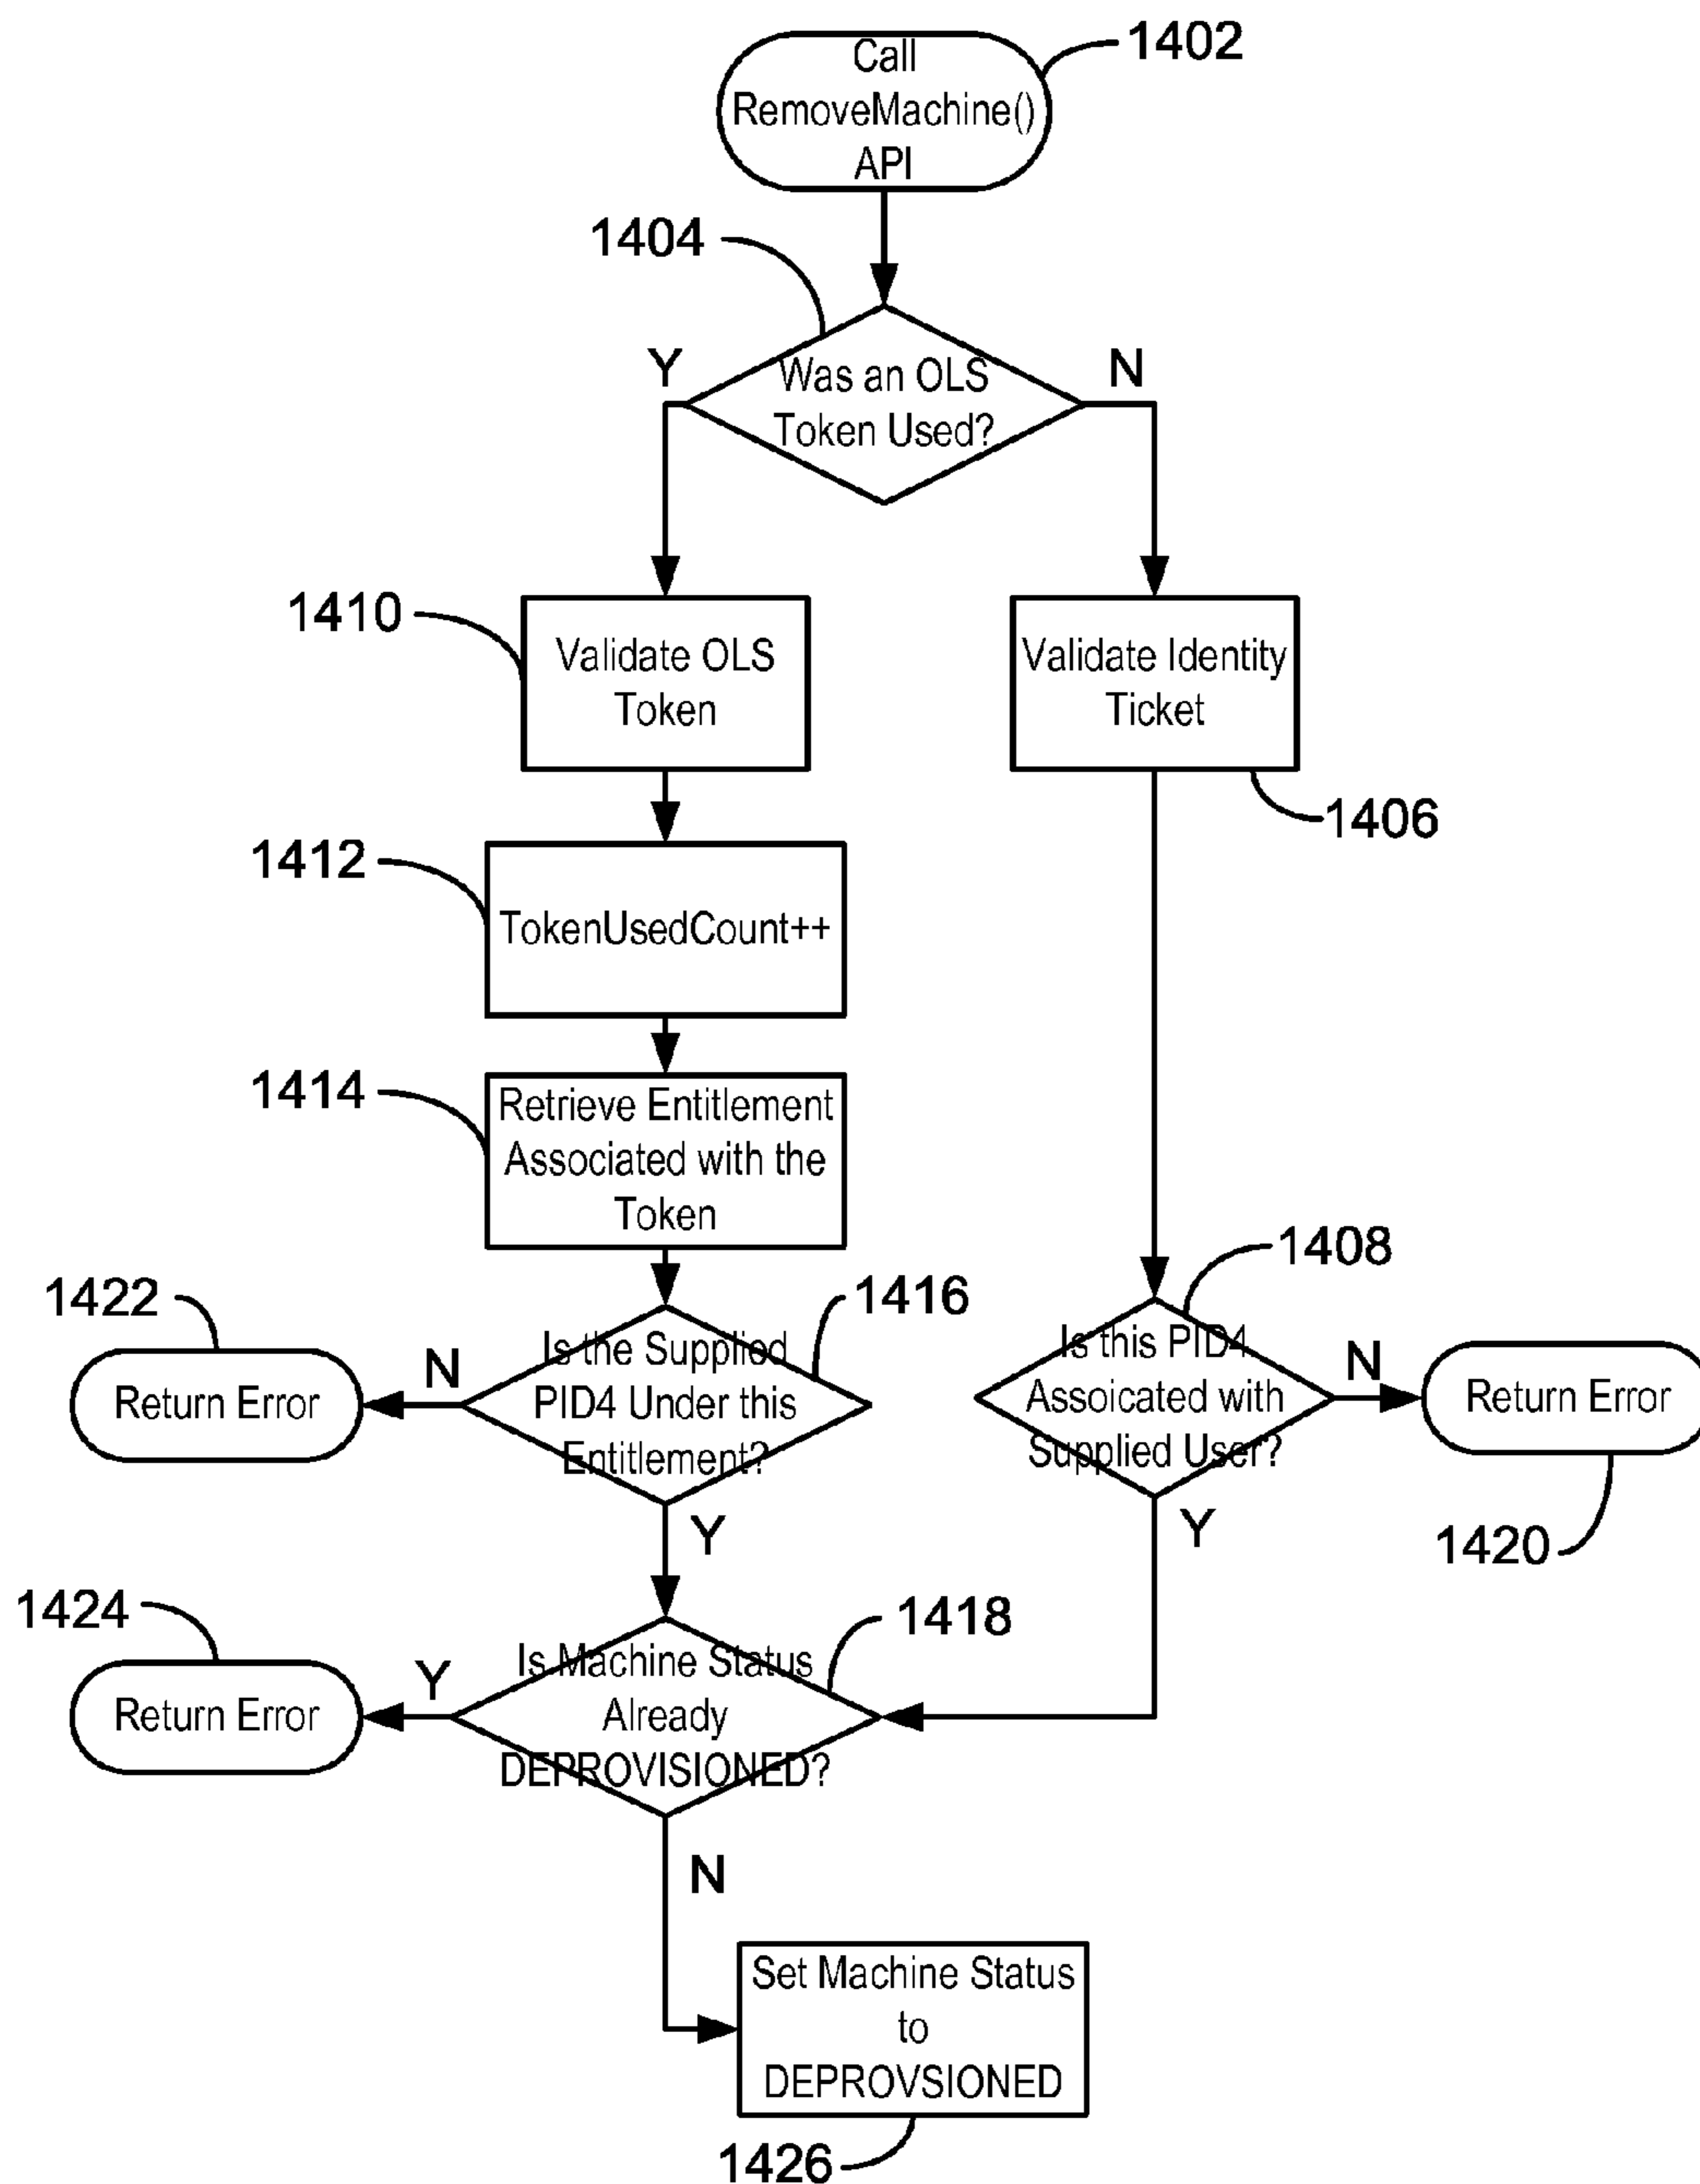 Call
RemoveMachine()
API
1402
1404
Y
Was an OLS
Token Used?
N
1410
Validate OLS
Token
Validate Identity
Ticket
1406
1412
TokenUsedCount++
1414
Retrieve Entitlement
Associated with the
Token
1408
1422
Return Error
N
Is the Supplied
PID4 Under this
Entitlement?
1416
Y
Is this PID4
Assoicated with
Supplied User?
N
Return Error
1420
Y
1424
Return Error
Y
Is Machine Status
Already
DEPROVISIONED?
1418
N
Set Machine Status
to
DEPROVSIONED
1426